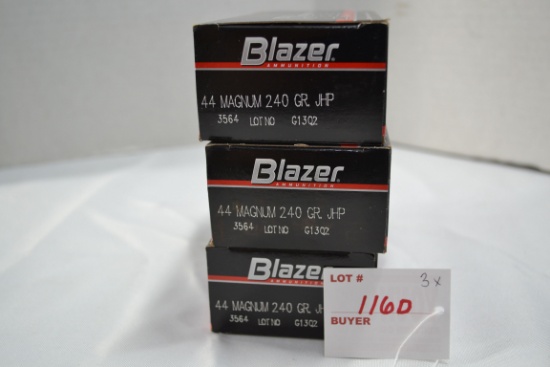 Blazer
AMMUNITION
44 MAGNUM 240 GR. JHP
3564 LOT NO G13Q2
Blazer
AMMUNITION
44 MAGNUM 240 GR. JHP
3564 LOT NO G13Q2
Blazer
44 MAGNUM 240 GR.
3564 LOT NO G13Q2
LOT # 3x
116D
BUYER